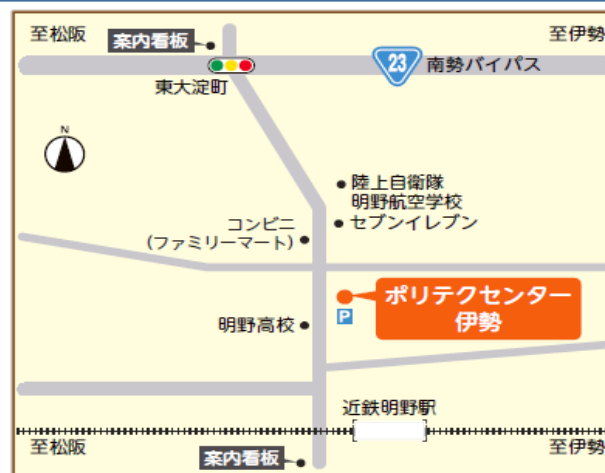 至松阪
案内看板
至伊勢
23
南勢バイパス
東大淀町
N
陸上自衛隊
明野航空学校
セブンイレブン
コンビニ
(ファミリーマート)
ポリテクセンター
伊勢
P
明野高校
近鉄明野駅
至松阪
案内看板
至伊勢